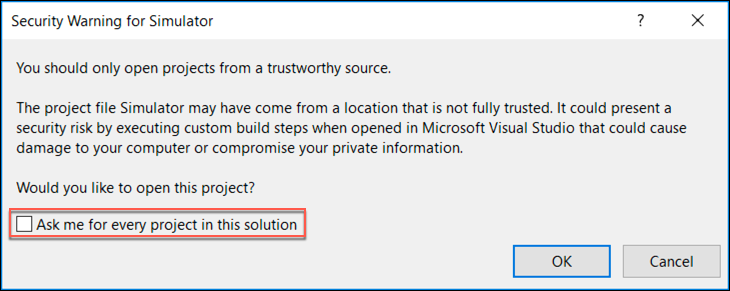 Security Warning for Simulator
?
You should only open projects from a trustworthy source.
The project file Simulator may have come from a location that is not fully trusted. It could present a
security risk by executing custom build steps when opened in Microsoft Visual Studio that could cause
damage to your computer or compromise your private information.
Would you like to open this project?
Ask me for every project in this solution
OK
Cancel